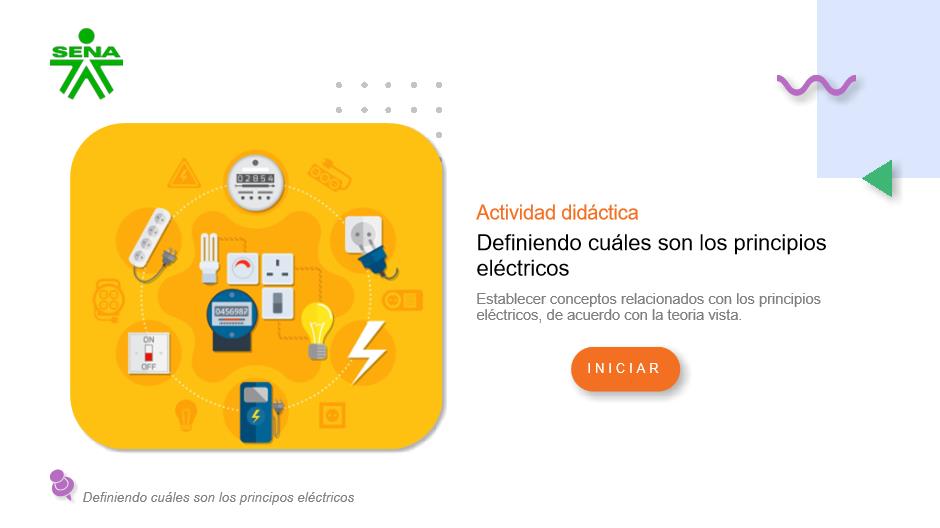 SENA
02854
0456987
ON
OFF
Actividad didáctica
Definiendo cuáles son los principios
eléctricos
Establecer conceptos relacionados con los principios
eléctricos, de acuerdo con la teoria vista.
INICIAR
Definiendo cuáles son los principos eléctricos